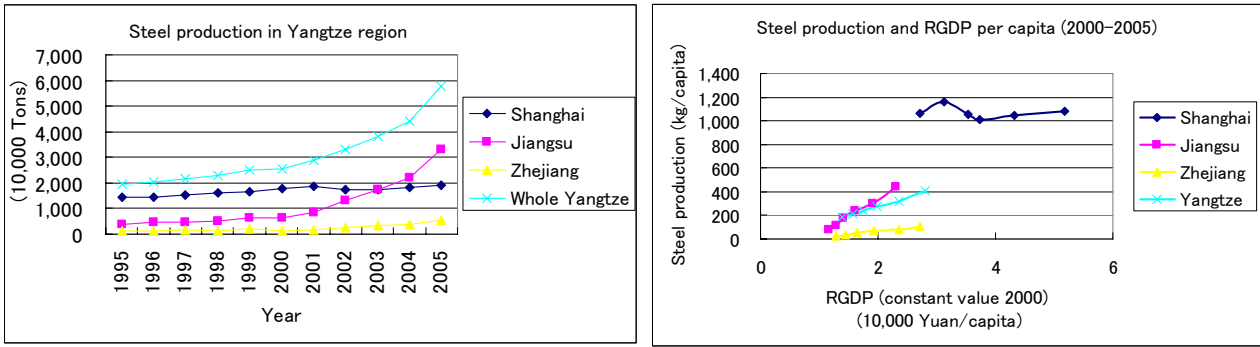 Steel production in Yangtze region
(10,000 Tons)
7,000
6,000
5,000
4,000
3,000
2,000
1,000
0
1995
1996
1997
1998
1999
2000
2001
2002
2003
2004
2005
Year
Shanghai
Jiangsu
Zhejiang
Whole Yangtze
Steel production and RGDP per capita (2000-2005)
Steel production (kg/capita)
1,400
1,200
1,000
800
600
400
200
0
0 2 4 6
RGDP (constant value 2000)
(10,000 Yuan/capita)
Shanghai
Jiangsu
Zhejiang
Yangtze